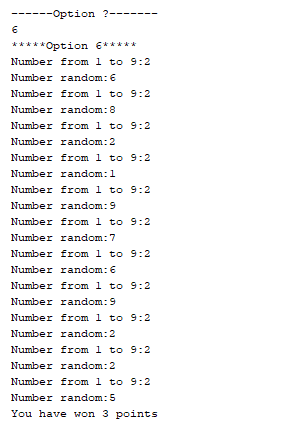 ------Option ?-------
6
*****Option 6*****
Number from 1 to 9:2
Number random:6
Number from 1 to 9:2
Number random:8
Number from 1 to 9:2
Number random:2
Number from 1 to 9:2
Number random:1
Number from 1 to 9:2
Number random:9
Number from 1 to 9:2
Number random:7
Number from 1 to 9:2
Number random:6
Number from 1 to 9:2
Number random:9
Number from 1 to 9:2
Number random:2
Number from 1 to 9:2
Number random:2
Number from 1 to 9:2
Number random:5
You have won 3 points